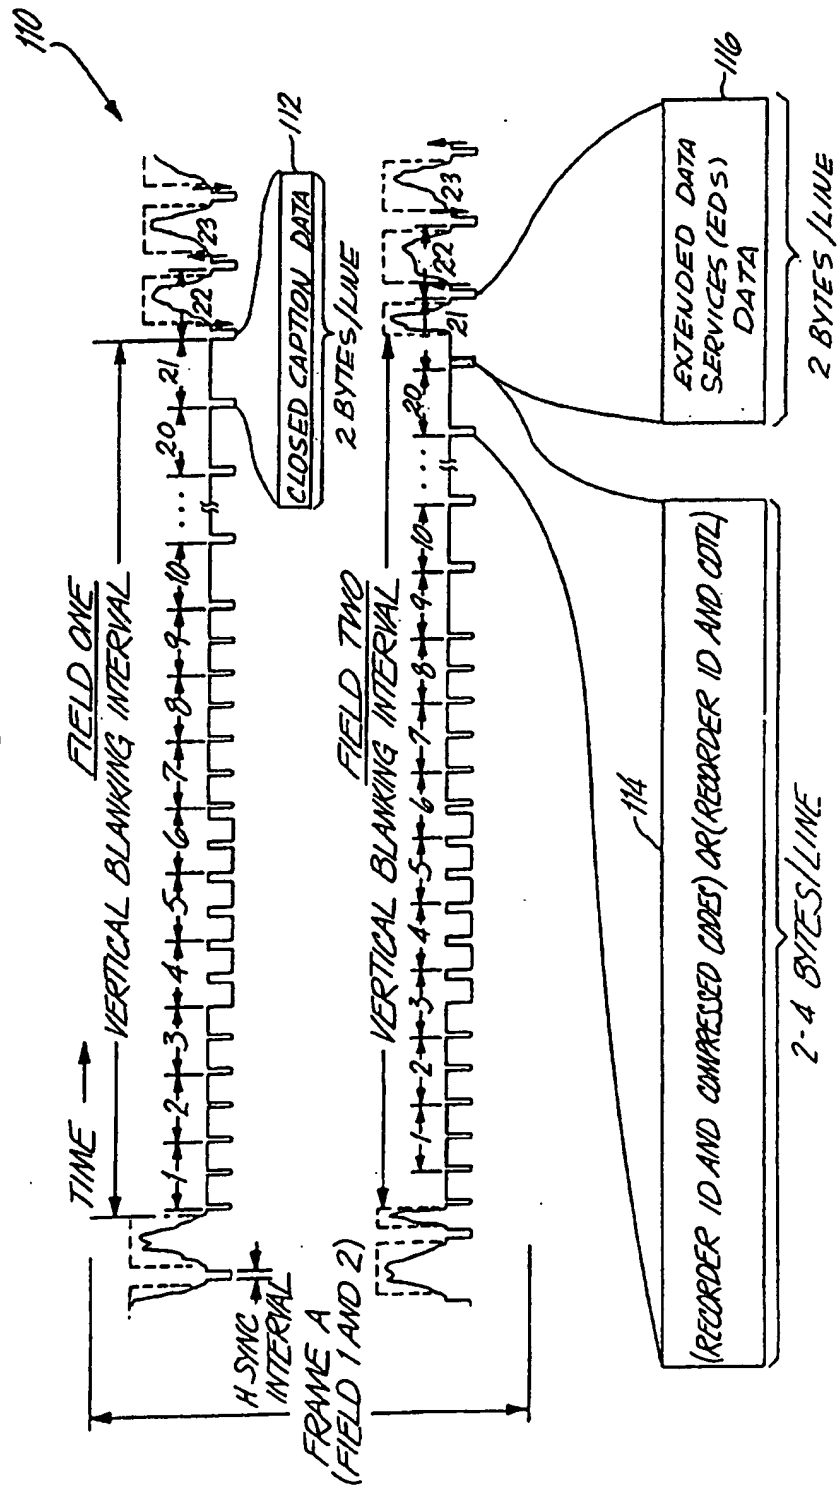 110
TIME
FIELD ONE
VERTICAL BLANKING INTERVAL
1 2 3 4 5 6 7 8 9 10 ... 20 21 22 23
H SYNC
INTERVAL
112
CLOSED CAPTION DATA
2 BYTES/LINE
FRAME A
(FIELD 1 AND 2)
FIELD TWO
VERTICAL BLANKING INTERVAL
1 2 3 4 5 6 7 8 9 10 ... 20 21 22 23
114
(RECORDER ID AND COMPRESSED CODES) OR (RECORDER ID AND CDTL)
2-4 BYTES/LINE
116
EXTENDED DATA
SERVICES (EDS)
DATA
2 BYTES/LINE